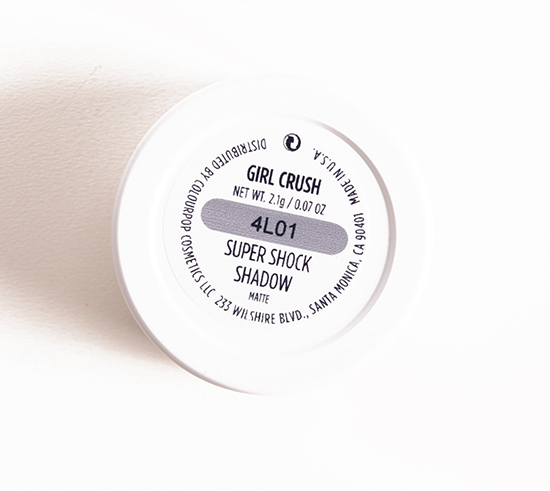 GIRL CRUSH
NET WT. 2.1g / 0.07 OZ
4L01
SUPER SHOCK
SHADOW
MATTE
DISTRIBUTED BY COLOURPOP COSMETICS LLC 233 WILSHIRE BLVD., SANTA MONICA, CA 90401 MADE IN U.S.A.